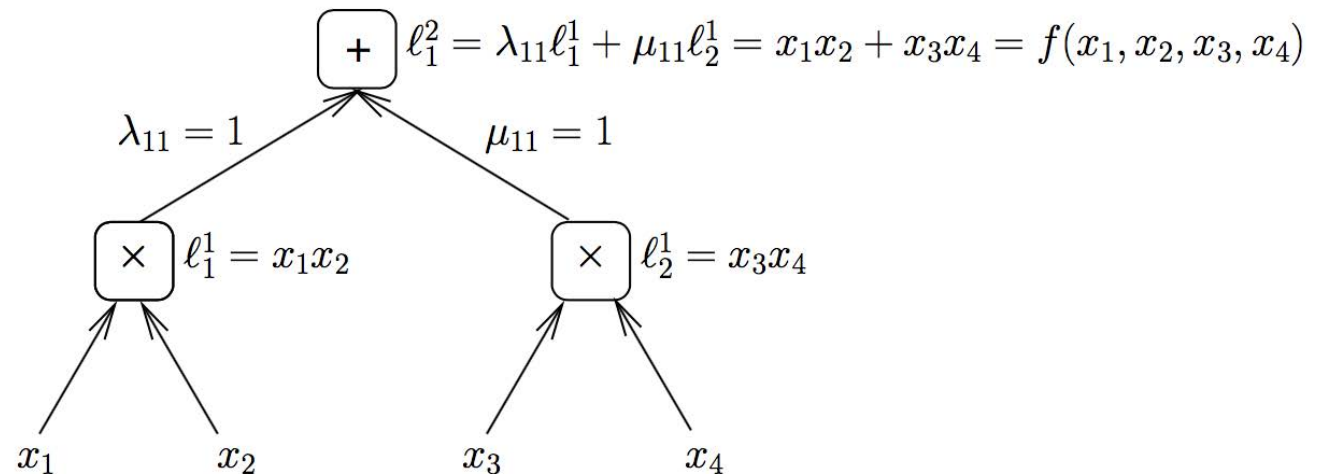 + ℓ₁² = λ₁₁ℓ₁¹ + μ₁₁ℓ₂¹ = x₁x₂ + x₃x₄ = f(x₁, x₂, x₃, x₄)
λ₁₁ = 1 μ₁₁ = 1
× ℓ₁¹ = x₁x₂ × ℓ₂¹ = x₃x₄
x₁ x₂ x₃ x₄